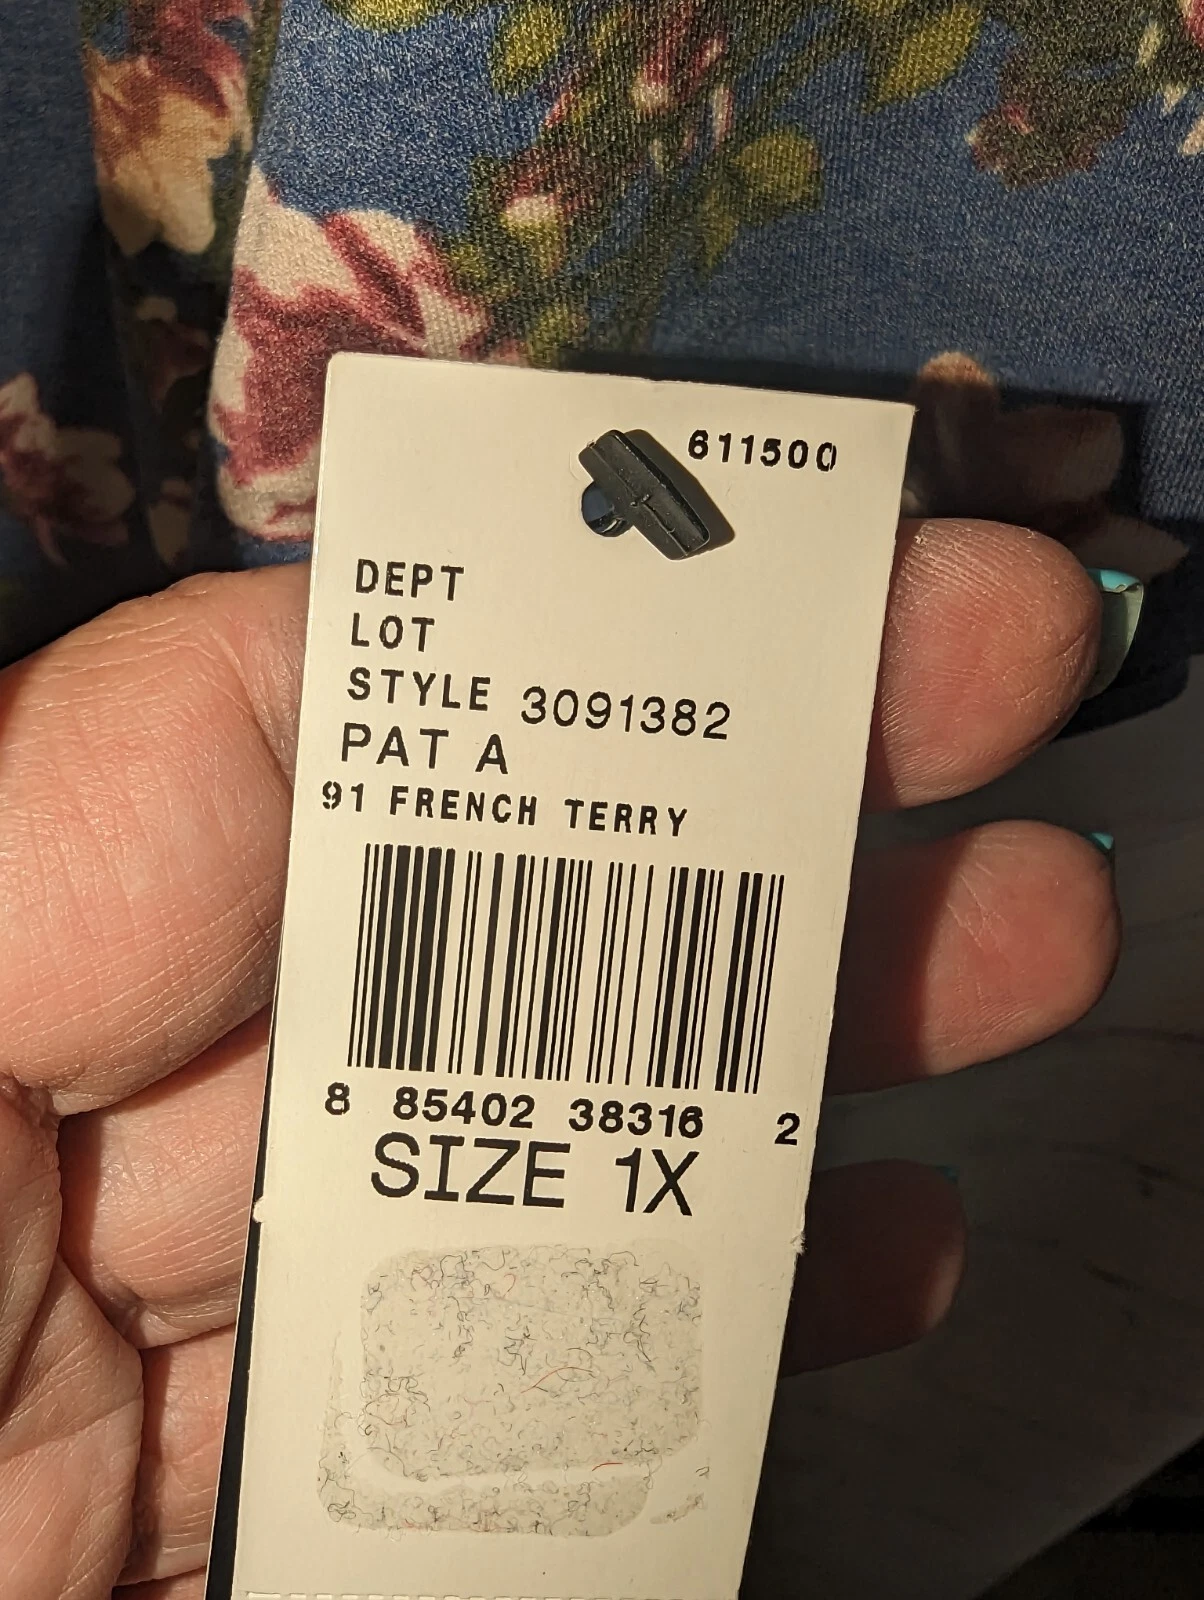 611500
DEPT
LOT
STYLE 3091382
PAT A
91 FRENCH TERRY
8 85402 38316 2
SIZE 1X